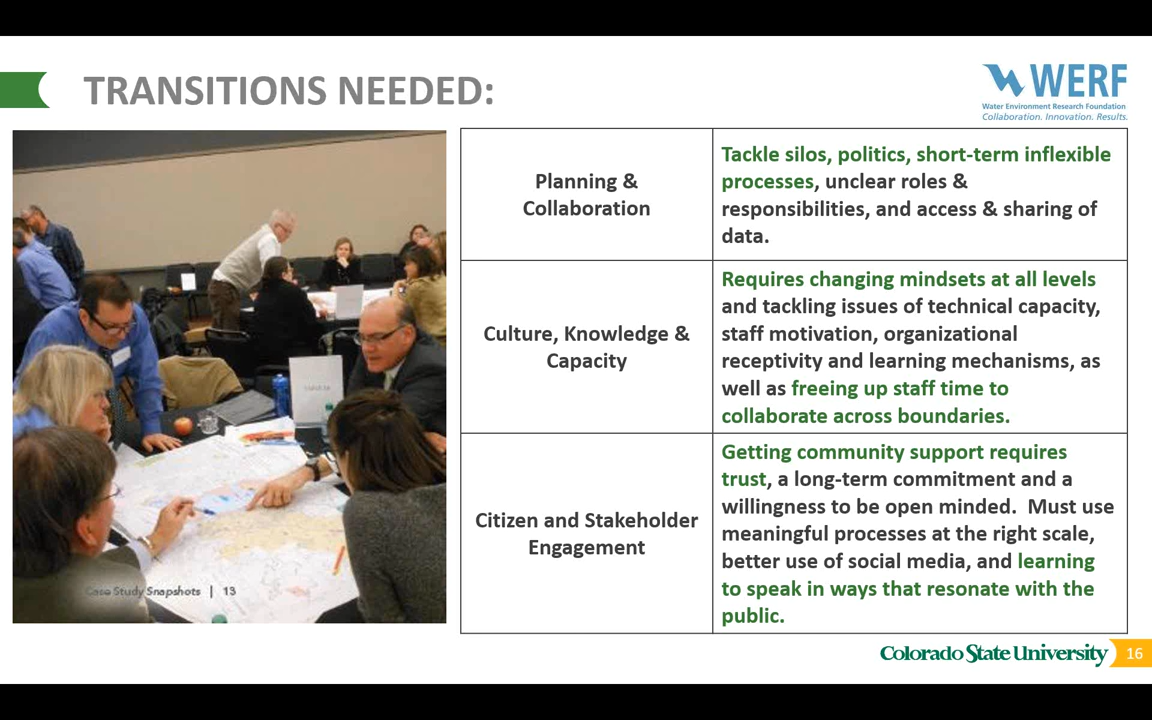 TRANSITIONS NEEDED:
WERF
Water Environment Research Foundation
Collaboration. Innovation. Results.
Planning &
Collaboration
Tackle silos, politics, short-term inflexible
processes, unclear roles &
responsibilities, and access & sharing of
data.
Culture, Knowledge &
Capacity
Requires changing mindsets at all levels
and tackling issues of technical capacity,
staff motivation, organizational
receptivity and learning mechanisms, as
well as freeing up staff time to
collaborate across boundaries.
Citizen and Stakeholder
Engagement
Getting community support requires
trust, a long-term commitment and a
willingness to be open minded.  Must use
meaningful processes at the right scale,
better use of social media, and learning
to speak in ways that resonate with the
public.
Case Study Snapshots | 13
Colorado State University
16